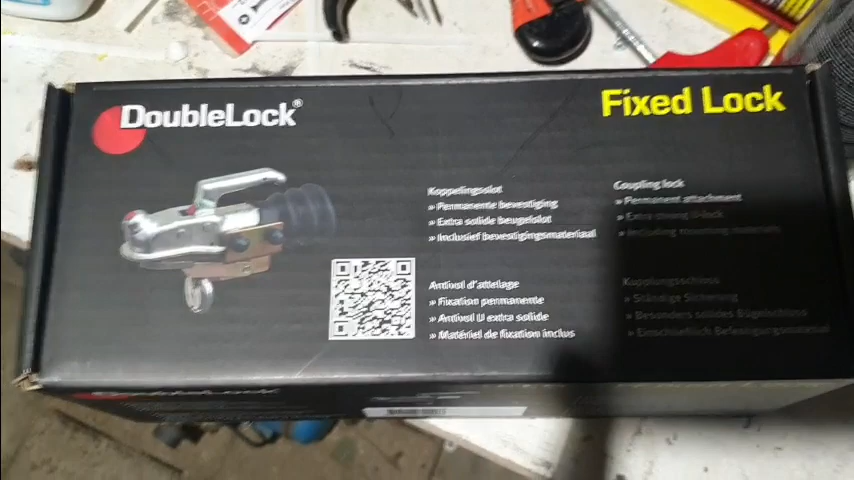 DoubleLock®
Fixed Lock
Koppelingsslot
» Permanente bevestiging
» Extra solide beugelslot
» Inclusief bevestigingsmateriaal
Coupling lock
» Permanent attachment
» Extra strong U-lock
» Including mounting materials
Antivol d'attelage
» Fixation permanente
» Antivol U extra solide
» Matériel de fixation inclus
Kupplungsschloss
» Ständige Sicherung
» Besonders solides Bügelschloss
» Einschließlich Befestigungsmaterial
DoubleLock